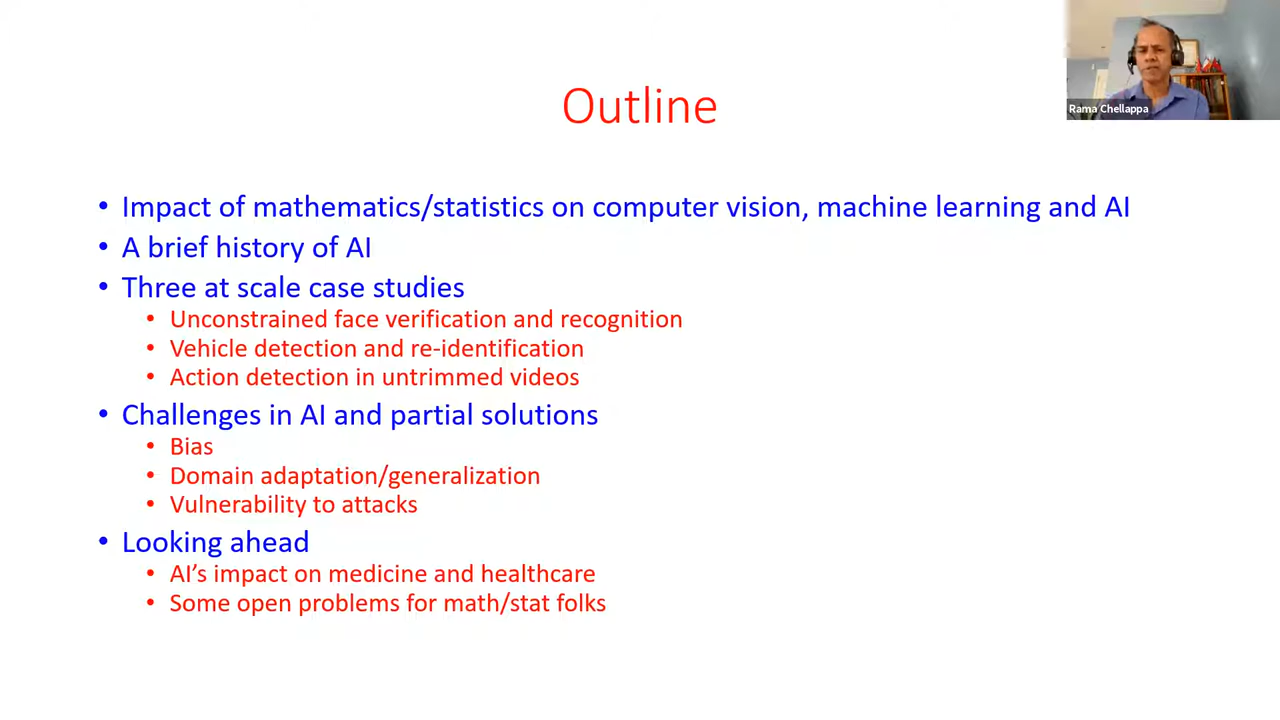 Rama Chellappa
Outline
• Impact of mathematics/statistics on computer vision, machine learning and AI
• A brief history of AI
• Three at scale case studies
• Unconstrained face verification and recognition
• Vehicle detection and re-identification
• Action detection in untrimmed videos
• Challenges in AI and partial solutions
• Bias
• Domain adaptation/generalization
• Vulnerability to attacks
• Looking ahead
• AI’s impact on medicine and healthcare
• Some open problems for math/stat folks